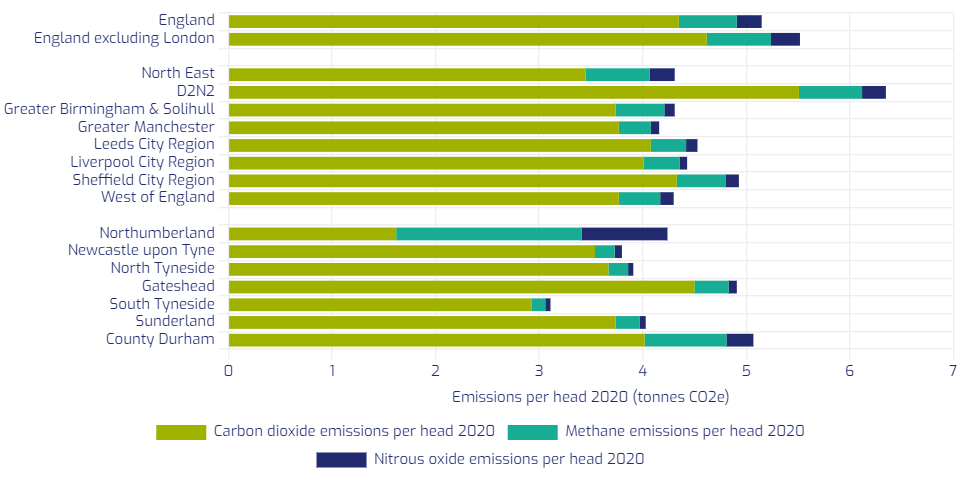 England
England excluding London
North East
D2N2
Greater Birmingham & Solihull
Greater Manchester
Leeds City Region
Liverpool City Region
Sheffield City Region
West of England
Northumberland
Newcastle upon Tyne
North Tyneside
Gateshead
South Tyneside
Sunderland
County Durham
0 1 2 3 4 5 6 7
Emissions per head 2020 (tonnes CO2e)
Carbon dioxide emissions per head 2020 Methane emissions per head 2020
Nitrous oxide emissions per head 2020